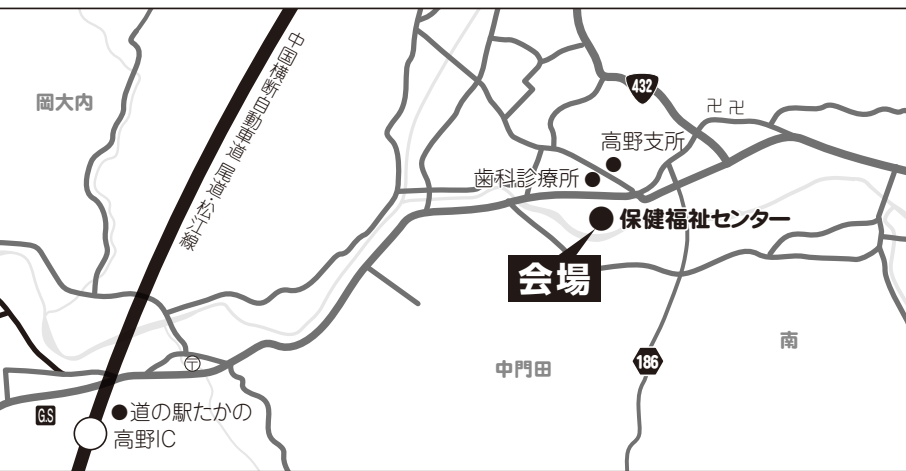 中国横断自動車道 尾道・松江線
岡大内
432
卍 卍
高野支所
歯科診療所
保健福祉センター
会場
南
中門田
186
〒
G.S
道の駅たかの
高野IC